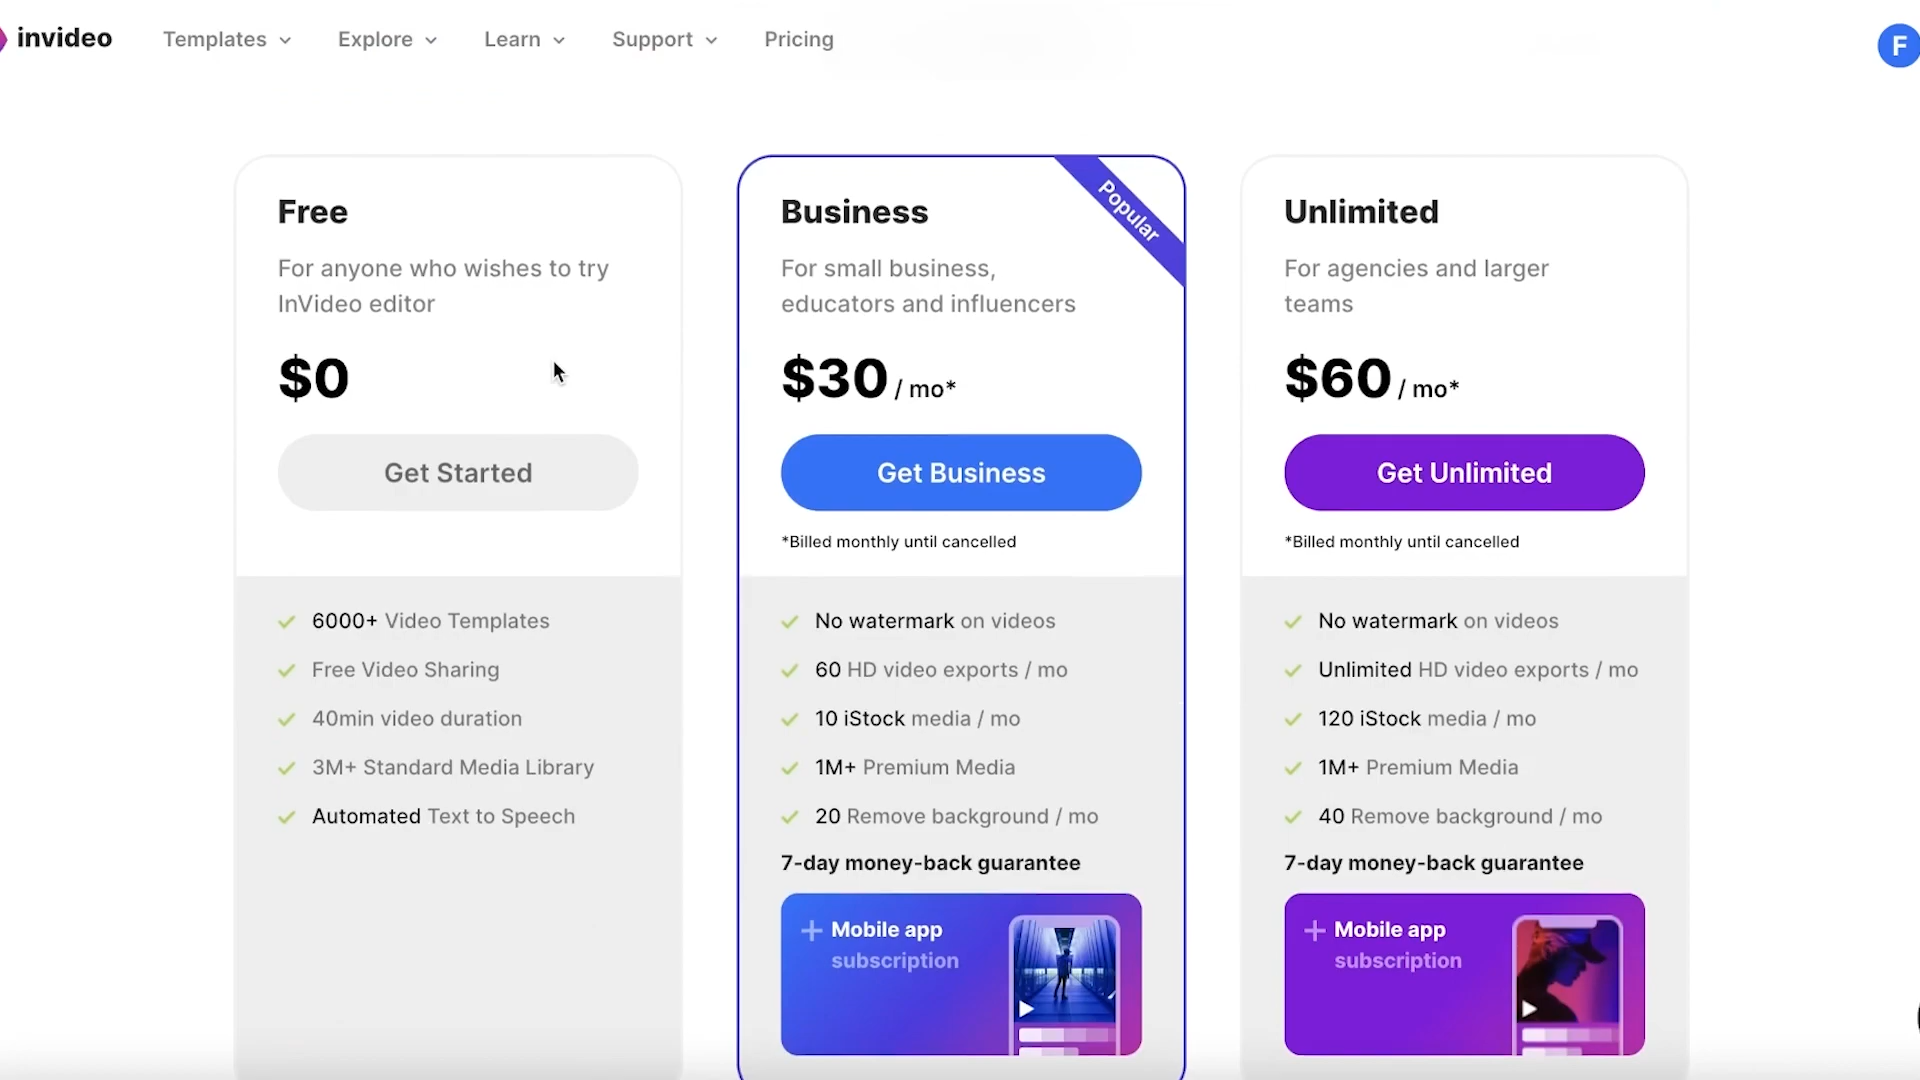 invideo
Templates
Explore
Learn
Support
Pricing
F
Free
For anyone who wishes to try
InVideo editor
$0
Get Started
6000+ Video Templates
Free Video Sharing
40min video duration
3M+ Standard Media Library
Automated Text to Speech
Popular
Business
For small business,
educators and influencers
$30 / mo*
Get Business
*Billed monthly until cancelled
No watermark on videos
60 HD video exports / mo
10 iStock media / mo
1M+ Premium Media
20 Remove background / mo
7-day money-back guarantee
+ Mobile app
subscription
Unlimited
For agencies and larger
teams
$60 / mo*
Get Unlimited
*Billed monthly until cancelled
No watermark on videos
Unlimited HD video exports / mo
120 iStock media / mo
1M+ Premium Media
40 Remove background / mo
7-day money-back guarantee
+ Mobile app
subscription